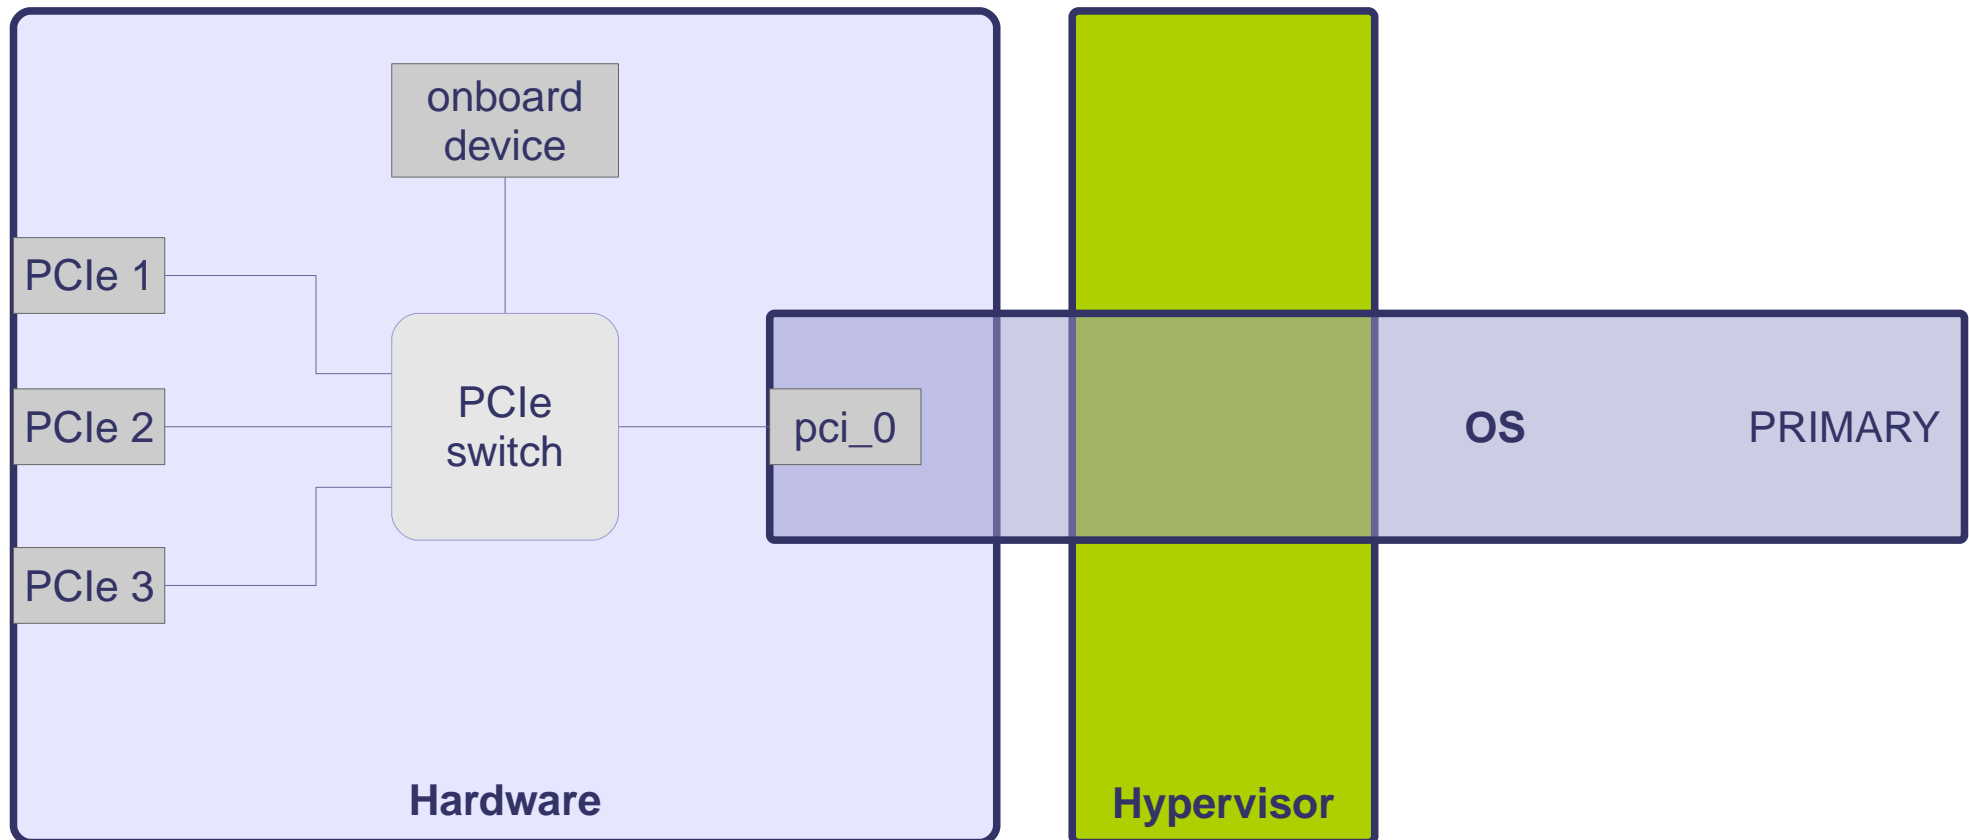 onboard
device
PCIe 1
PCIe 2
PCIe 3
PCIe
switch
pci_0
OS
PRIMARY
Hardware
Hypervisor